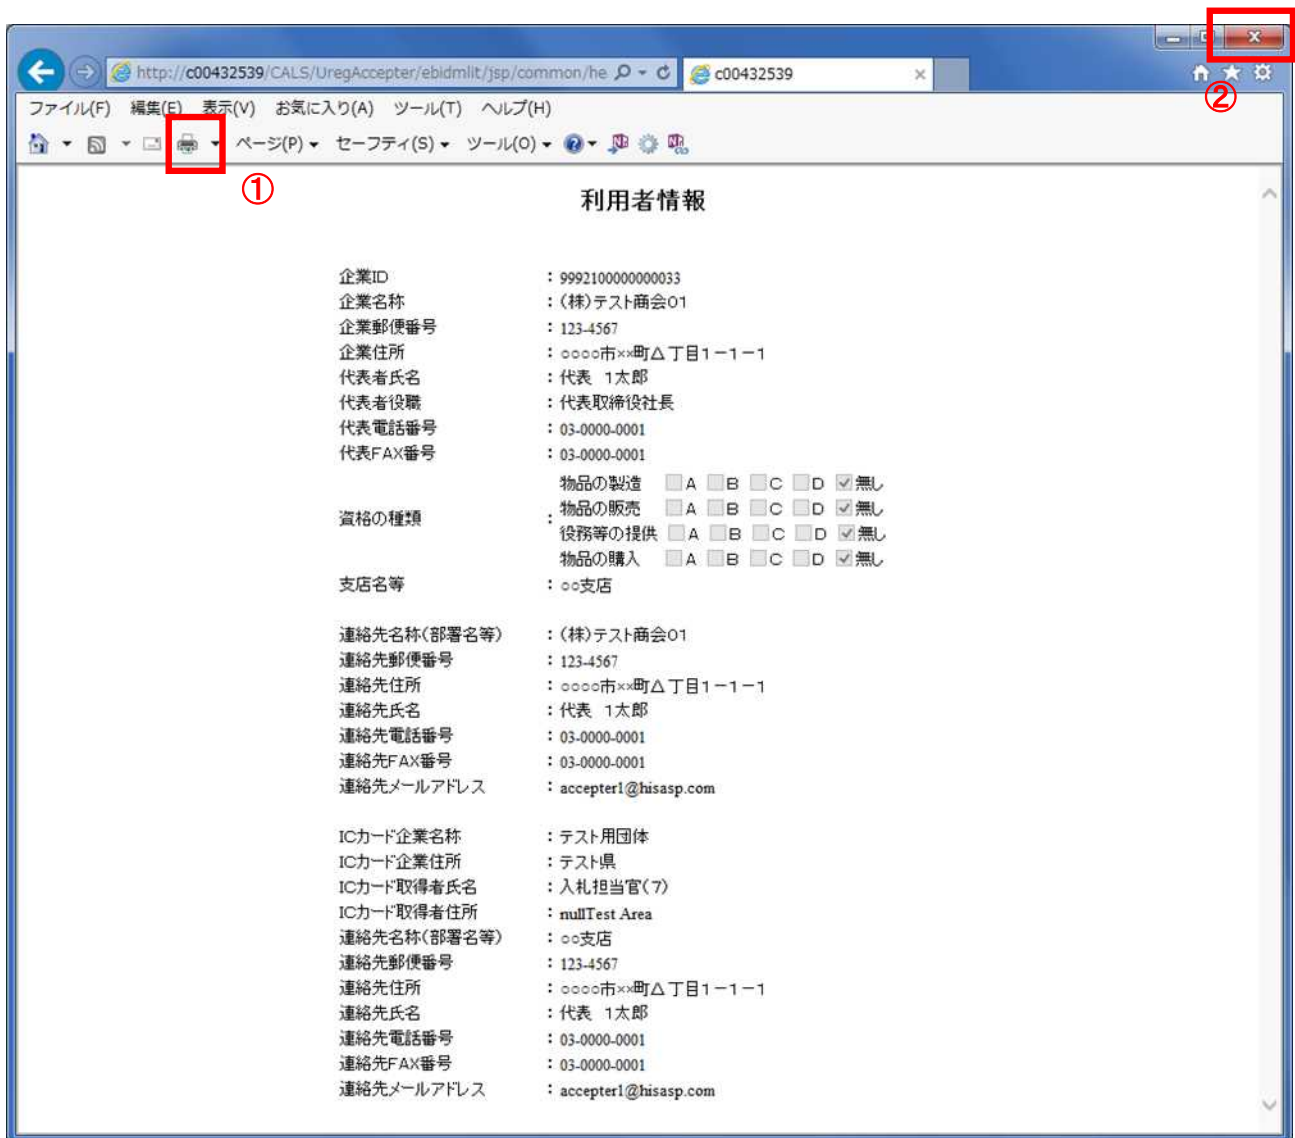 ②
http://c00432539/CALS/UregAccepter/ebidmlit/jsp/common/he
c00432539
ファイル(F) 編集(E) 表示(V) お気に入り(A) ツール(T) ヘルプ(H)
ページ(P) セーフティ(S) ツール(O)
①
利用者情報
企業ID : 9992100000000033
企業名称 : (株)テスト商会01
企業郵便番号 : 123-4567
企業住所 : ○○○○市××町△丁目1-1-1
代表者氏名 : 代表 1太郎
代表者役職 : 代表取締役社長
代表電話番号 : 03-0000-0001
代表FAX番号 : 03-0000-0001
資格の種類 :
物品の製造 A B C D 無し
物品の販売 A B C D 無し
役務等の提供 A B C D 無し
物品の購入 A B C D 無し
支店名等 : ○○支店
連絡先名称(部署名等) : (株)テスト商会01
連絡先郵便番号 : 123-4567
連絡先住所 : ○○○○市××町△丁目1-1-1
連絡先氏名 : 代表 1太郎
連絡先電話番号 : 03-0000-0001
連絡先FAX番号 : 03-0000-0001
連絡先メールアドレス : accepter1@hisasp.com
ICカード企業名称 : テスト用団体
ICカード企業住所 : テスト県
ICカード取得者氏名 : 入札担当官(7)
ICカード取得者住所 : nullTest Area
連絡先名称(部署名等) : ○○支店
連絡先郵便番号 : 123-4567
連絡先住所 : ○○○○市××町△丁目1-1-1
連絡先氏名 : 代表 1太郎
連絡先電話番号 : 03-0000-0001
連絡先FAX番号 : 03-0000-0001
連絡先メールアドレス : accepter1@hisasp.com